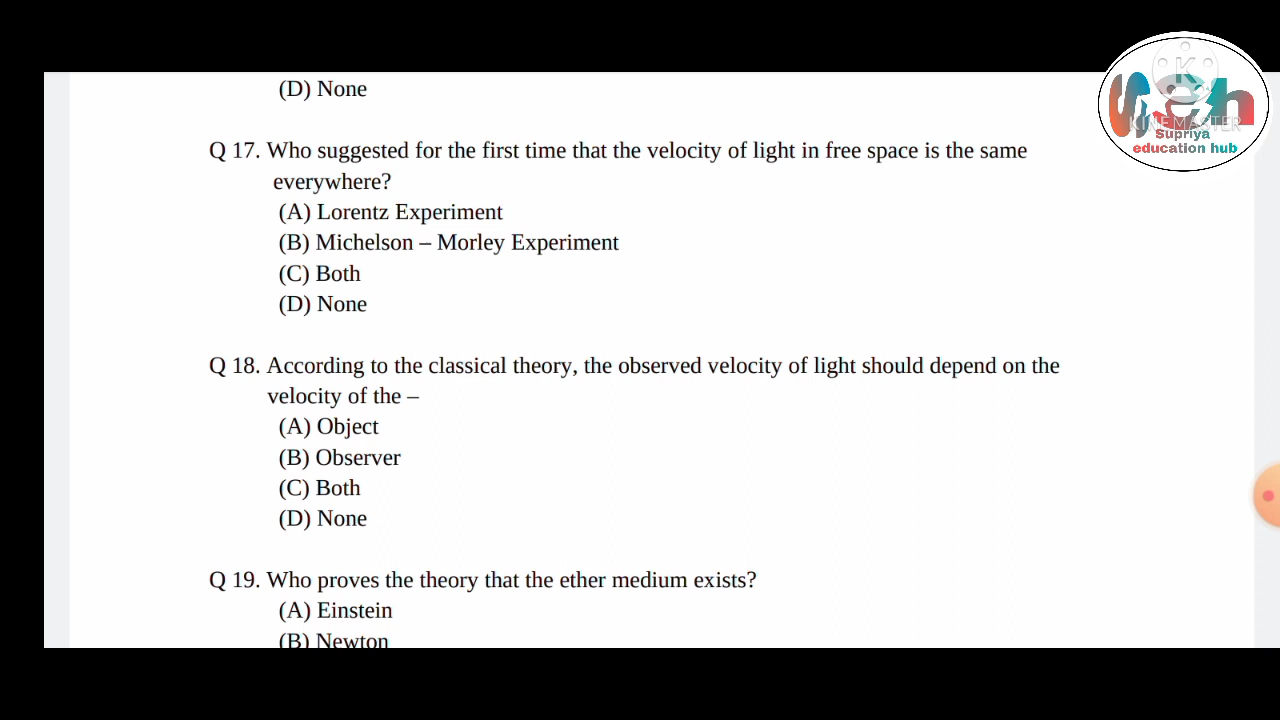 (D) None
Q 17. Who suggested for the first time that the velocity of light in free space is the same
everywhere?
(A) Lorentz Experiment
(B) Michelson – Morley Experiment
(C) Both
(D) None
Q 18. According to the classical theory, the observed velocity of light should depend on the
velocity of the –
(A) Object
(B) Observer
(C) Both
(D) None
Q 19. Who proves the theory that the ether medium exists?
(A) Einstein
(B) Newton
K
KINEMASTER
Seh
Supriya
education hub